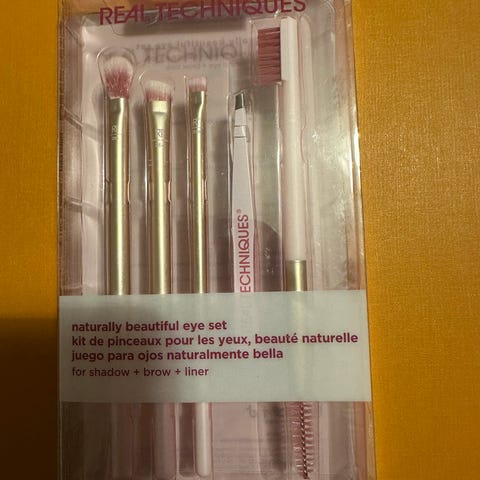 REAL TECHNIQUES
TECHNIQUES
TECHNIQUES®
naturally beautiful eye set
kit de pinceaux pour les yeux, beauté naturelle
juego para ojos naturalmente bella
for shadow + brow + liner